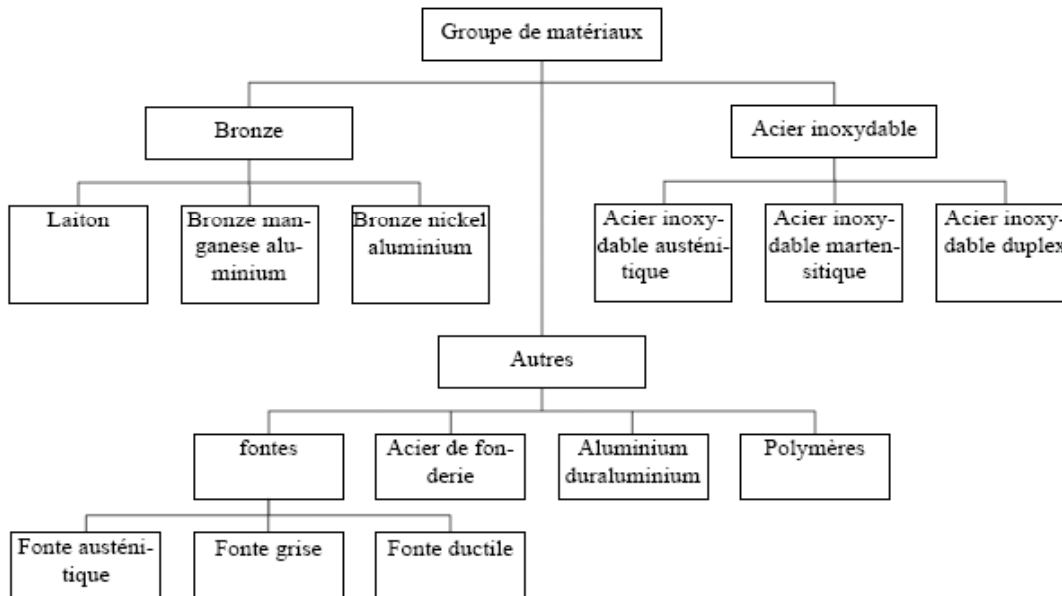 Groupe de matériaux
Bronze
Acier inoxydable
Laiton
Bronze man-
ganese alu-
minium
Bronze nickel
aluminium
Acier inoxy-
dable austéni-
tique
Acier inoxy-
dable marten-
sitique
Acier inoxy-
dable duplex
Autres
fontes
Acier de fon-
derie
Aluminium
duraluminium
Polymères
Fonte austéni-
tique
Fonte grise
Fonte ductile